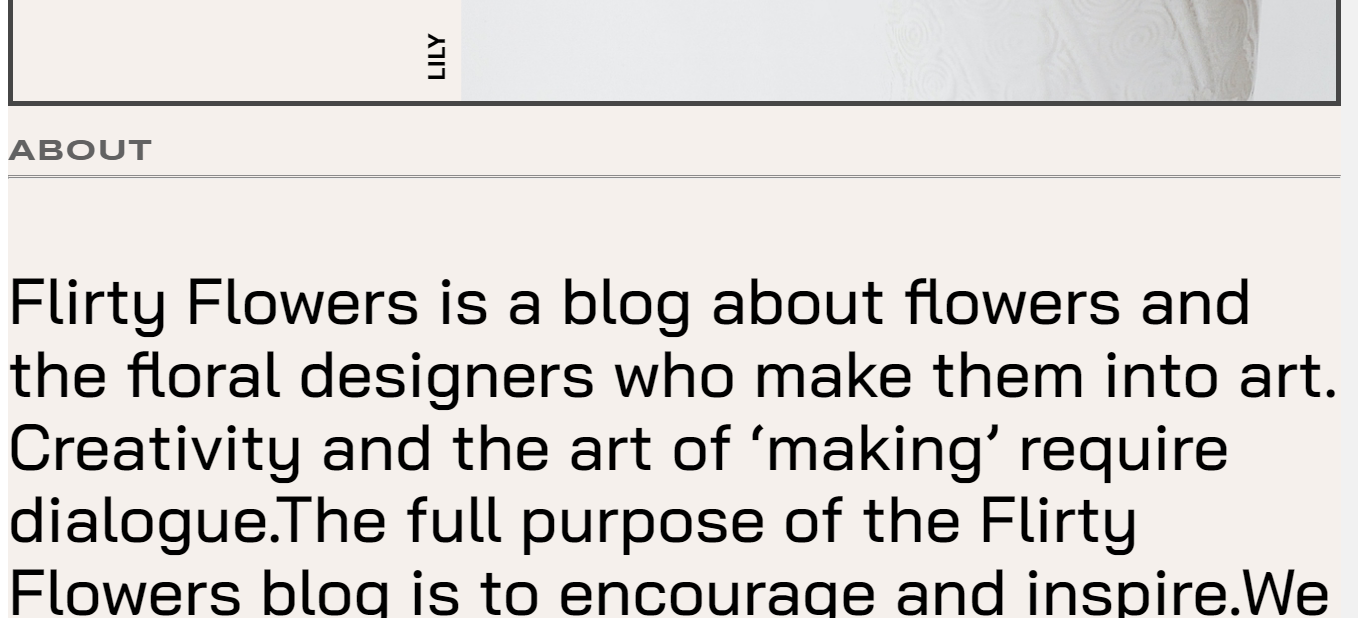 LILY
ABOUT
Flirty Flowers is a blog about flowers and
the floral designers who make them into art.
Creativity and the art of ‘making’ require
dialogue.The full purpose of the Flirty
Flowers blog is to encourage and inspire.We